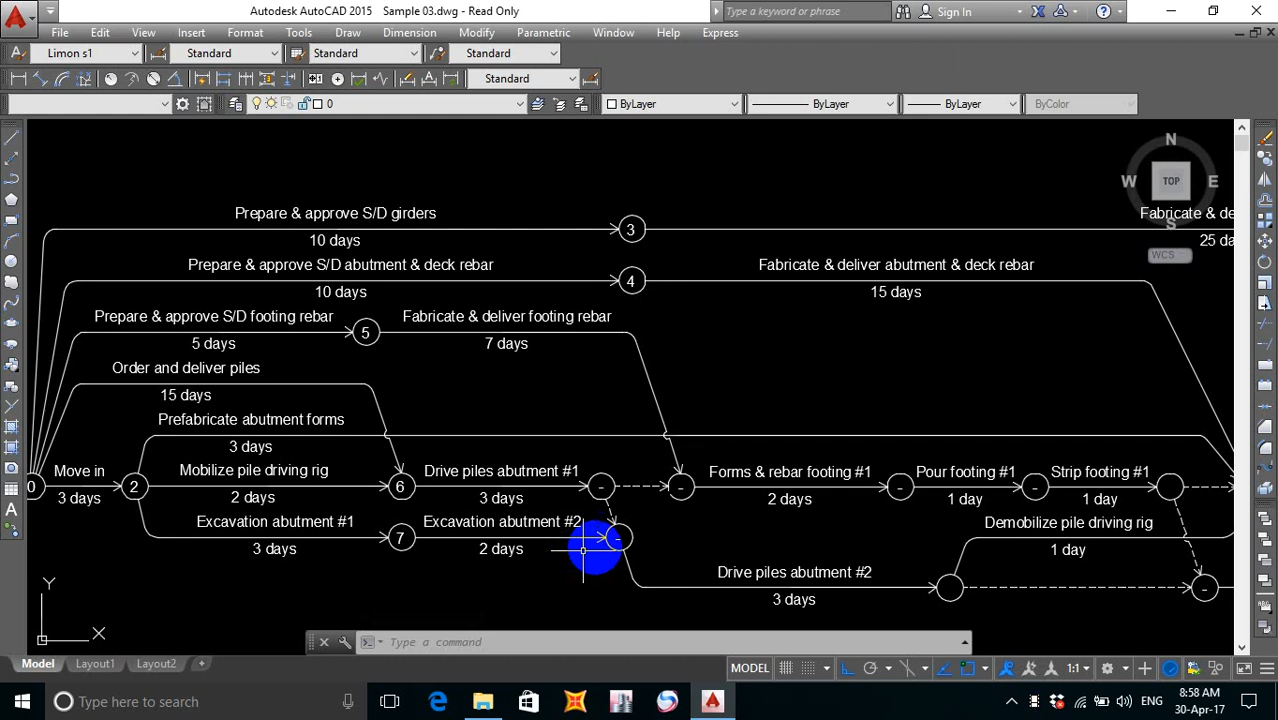 Autodesk AutoCAD 2015 Sample 03.dwg - Read Only
Type a keyword or phrase
Sign In
File Edit View Insert Format Tools Draw Dimension Modify Parametric Window Help Express
Limon s1 Standard Standard Standard
Standard
0 ByLayer ByLayer ByLayer ByColor
N
W TOP E
S
WCS
Prepare & approve S/D girders
3
10 days
Fabricate & de
25 da
Prepare & approve S/D abutment & deck rebar
4
10 days
Fabricate & deliver abutment & deck rebar
15 days
Prepare & approve S/D footing rebar
5
5 days
Fabricate & deliver footing rebar
7 days
Order and deliver piles
15 days
Prefabricate abutment forms
3 days
0
Move in
3 days
2
Mobilize pile driving rig
2 days
6
Drive piles abutment #1
3 days
-
-
Forms & rebar footing #1
2 days
-
Pour footing #1
1 day
-
Strip footing #1
1 day
Excavation abutment #1
3 days
7
Excavation abutment #2
2 days
-
Demobilize pile driving rig
1 day
Drive piles abutment #2
3 days
-
Y
X
Type a command
Model Layout1 Layout2 +
MODEL 1:1
Type here to search
ENG
8:58 AM
30-Apr-17